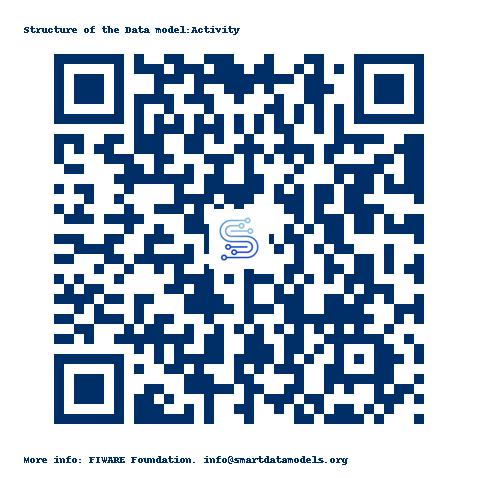 Structure of the Data model:Activity
More info: FIWARE Foundation. info@smartdatamodels.org